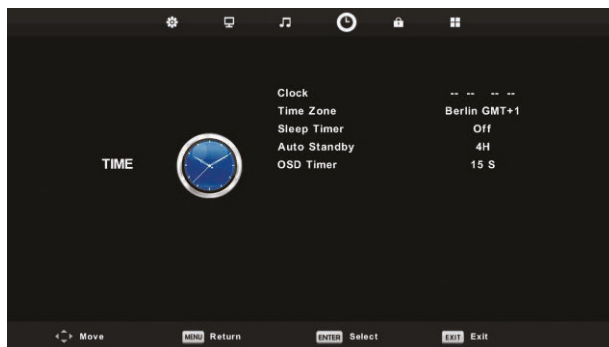 Clock -- -- -- --
Time Zone Berlin GMT+1
Sleep Timer Off
Auto Standby 4H
TIME
OSD Timer 15 S
Move MENU Return ENTER Select EXIT Exit